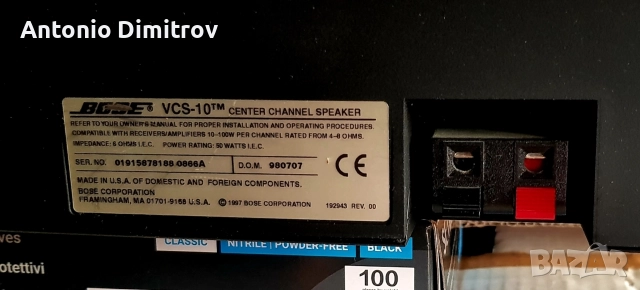 Antonio Dimitrov
BOSE® VCS-10™ CENTER CHANNEL SPEAKER
REFER TO YOUR OWNER'S MANUAL FOR PROPER INSTALLATION AND OPERATING PROCEDURES.
COMPATIBLE WITH RECEIVERS/AMPLIFIERS 10-100W PER CHANNEL RATED FROM 4-8 OHMS.
IMPEDANCE: 6 OHMS I.E.C. POWER RATING: 50 WATTS I.E.C.
SER. NO. 01915878188 0866A D.O.M. 980707
CE
MADE IN U.S.A. OF DOMESTIC AND FOREIGN COMPONENTS.
BOSE CORPORATION
FRAMINGHAM, MA 01701-9168 U.S.A. © 1997 BOSE CORPORATION 192943 REV. 00
CLASSIC NITRILE | POWDER-FREE BLACK
100
BAZAR